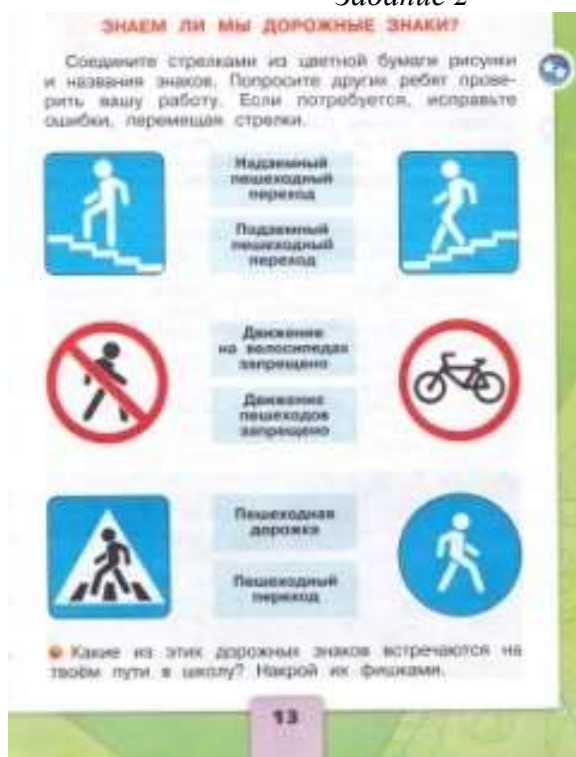 Задание 2
ЗНАЕМ ЛИ МЫ ДОРОЖНЫЕ ЗНАКИ?
Соедините стрелками из цветной бумаги рисунки
и названия знаков. Попросите других ребят прове-
рить вашу работу. Если потребуется, исправьте
ошибки, перемещая стрелки.
Надземный
пешеходный
переход
Подземный
пешеходный
переход
Движение
на велосипедах
запрещено
Движение
пешеходов
запрещено
Пешеходная
дорожка
Пешеходный
переход
Какие из этих дорожных знаков встречаются на
твоём пути в школу? Накрой их фишками.
13